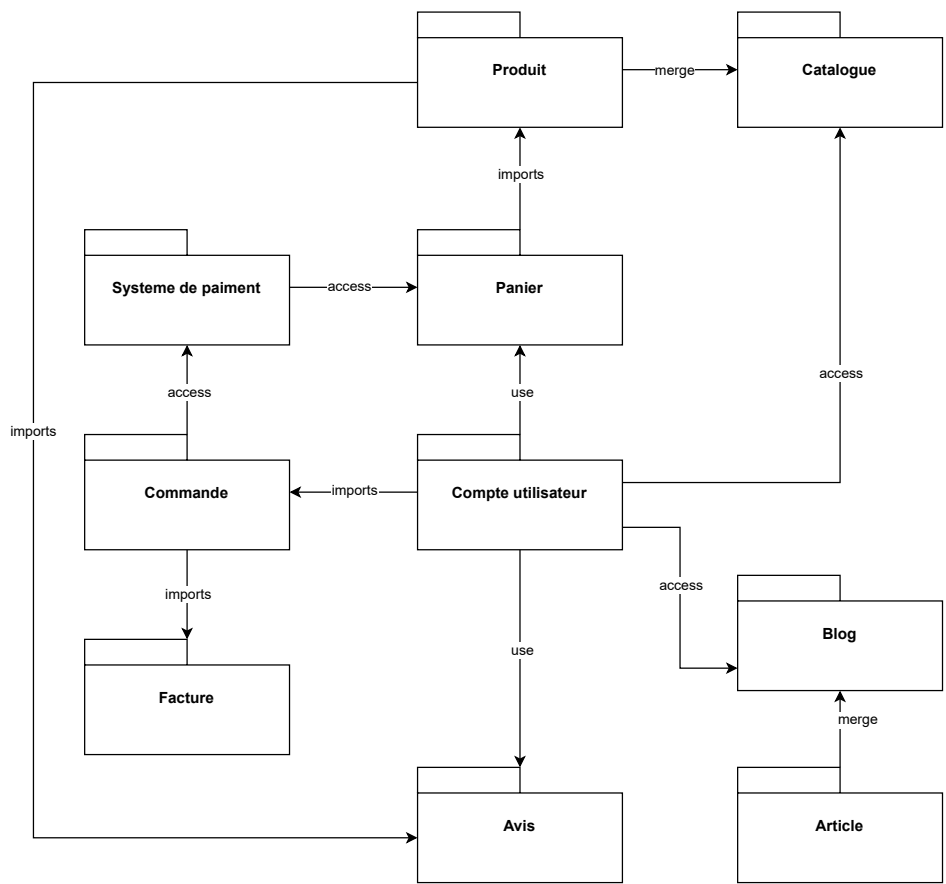 Produit
merge
Catalogue
imports
Systeme de paiment
access
Panier
access
use
access
imports
Commande
imports
Compte utilisateur
imports
access
Blog
use
Facture
merge
Avis
Article